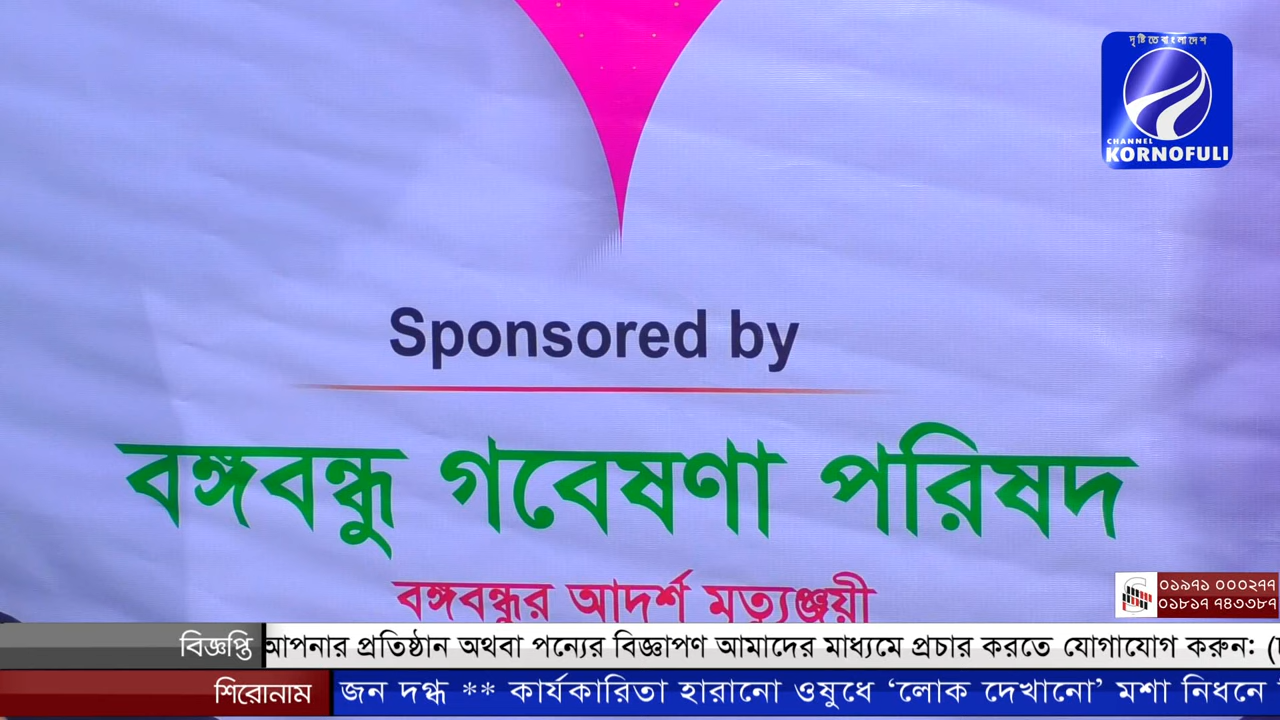 দৃষ্টিতে বাংলাদেশ
CHANNEL
KORNOFULI
Sponsored by
বঙ্গবন্ধু গবেষণা পরিষদ
বঙ্গবন্ধুর আদর্শ মৃত্যুঞ্জয়ী
০১৯৭১ ০০০২৭৭
০১৮১৭ ৭৪৩৩৮৭
বিজ্ঞপ্তি আপনার প্রতিষ্ঠান অথবা পন্যের বিজ্ঞাপণ আমাদের মাধ্যমে প্রচার করতে যোগাযোগ করুন:
শিরোনাম জন দগ্ধ ** কার্যকারিতা হারানো ওষুধে ‘লোক দেখানো’ মশা নিধনে